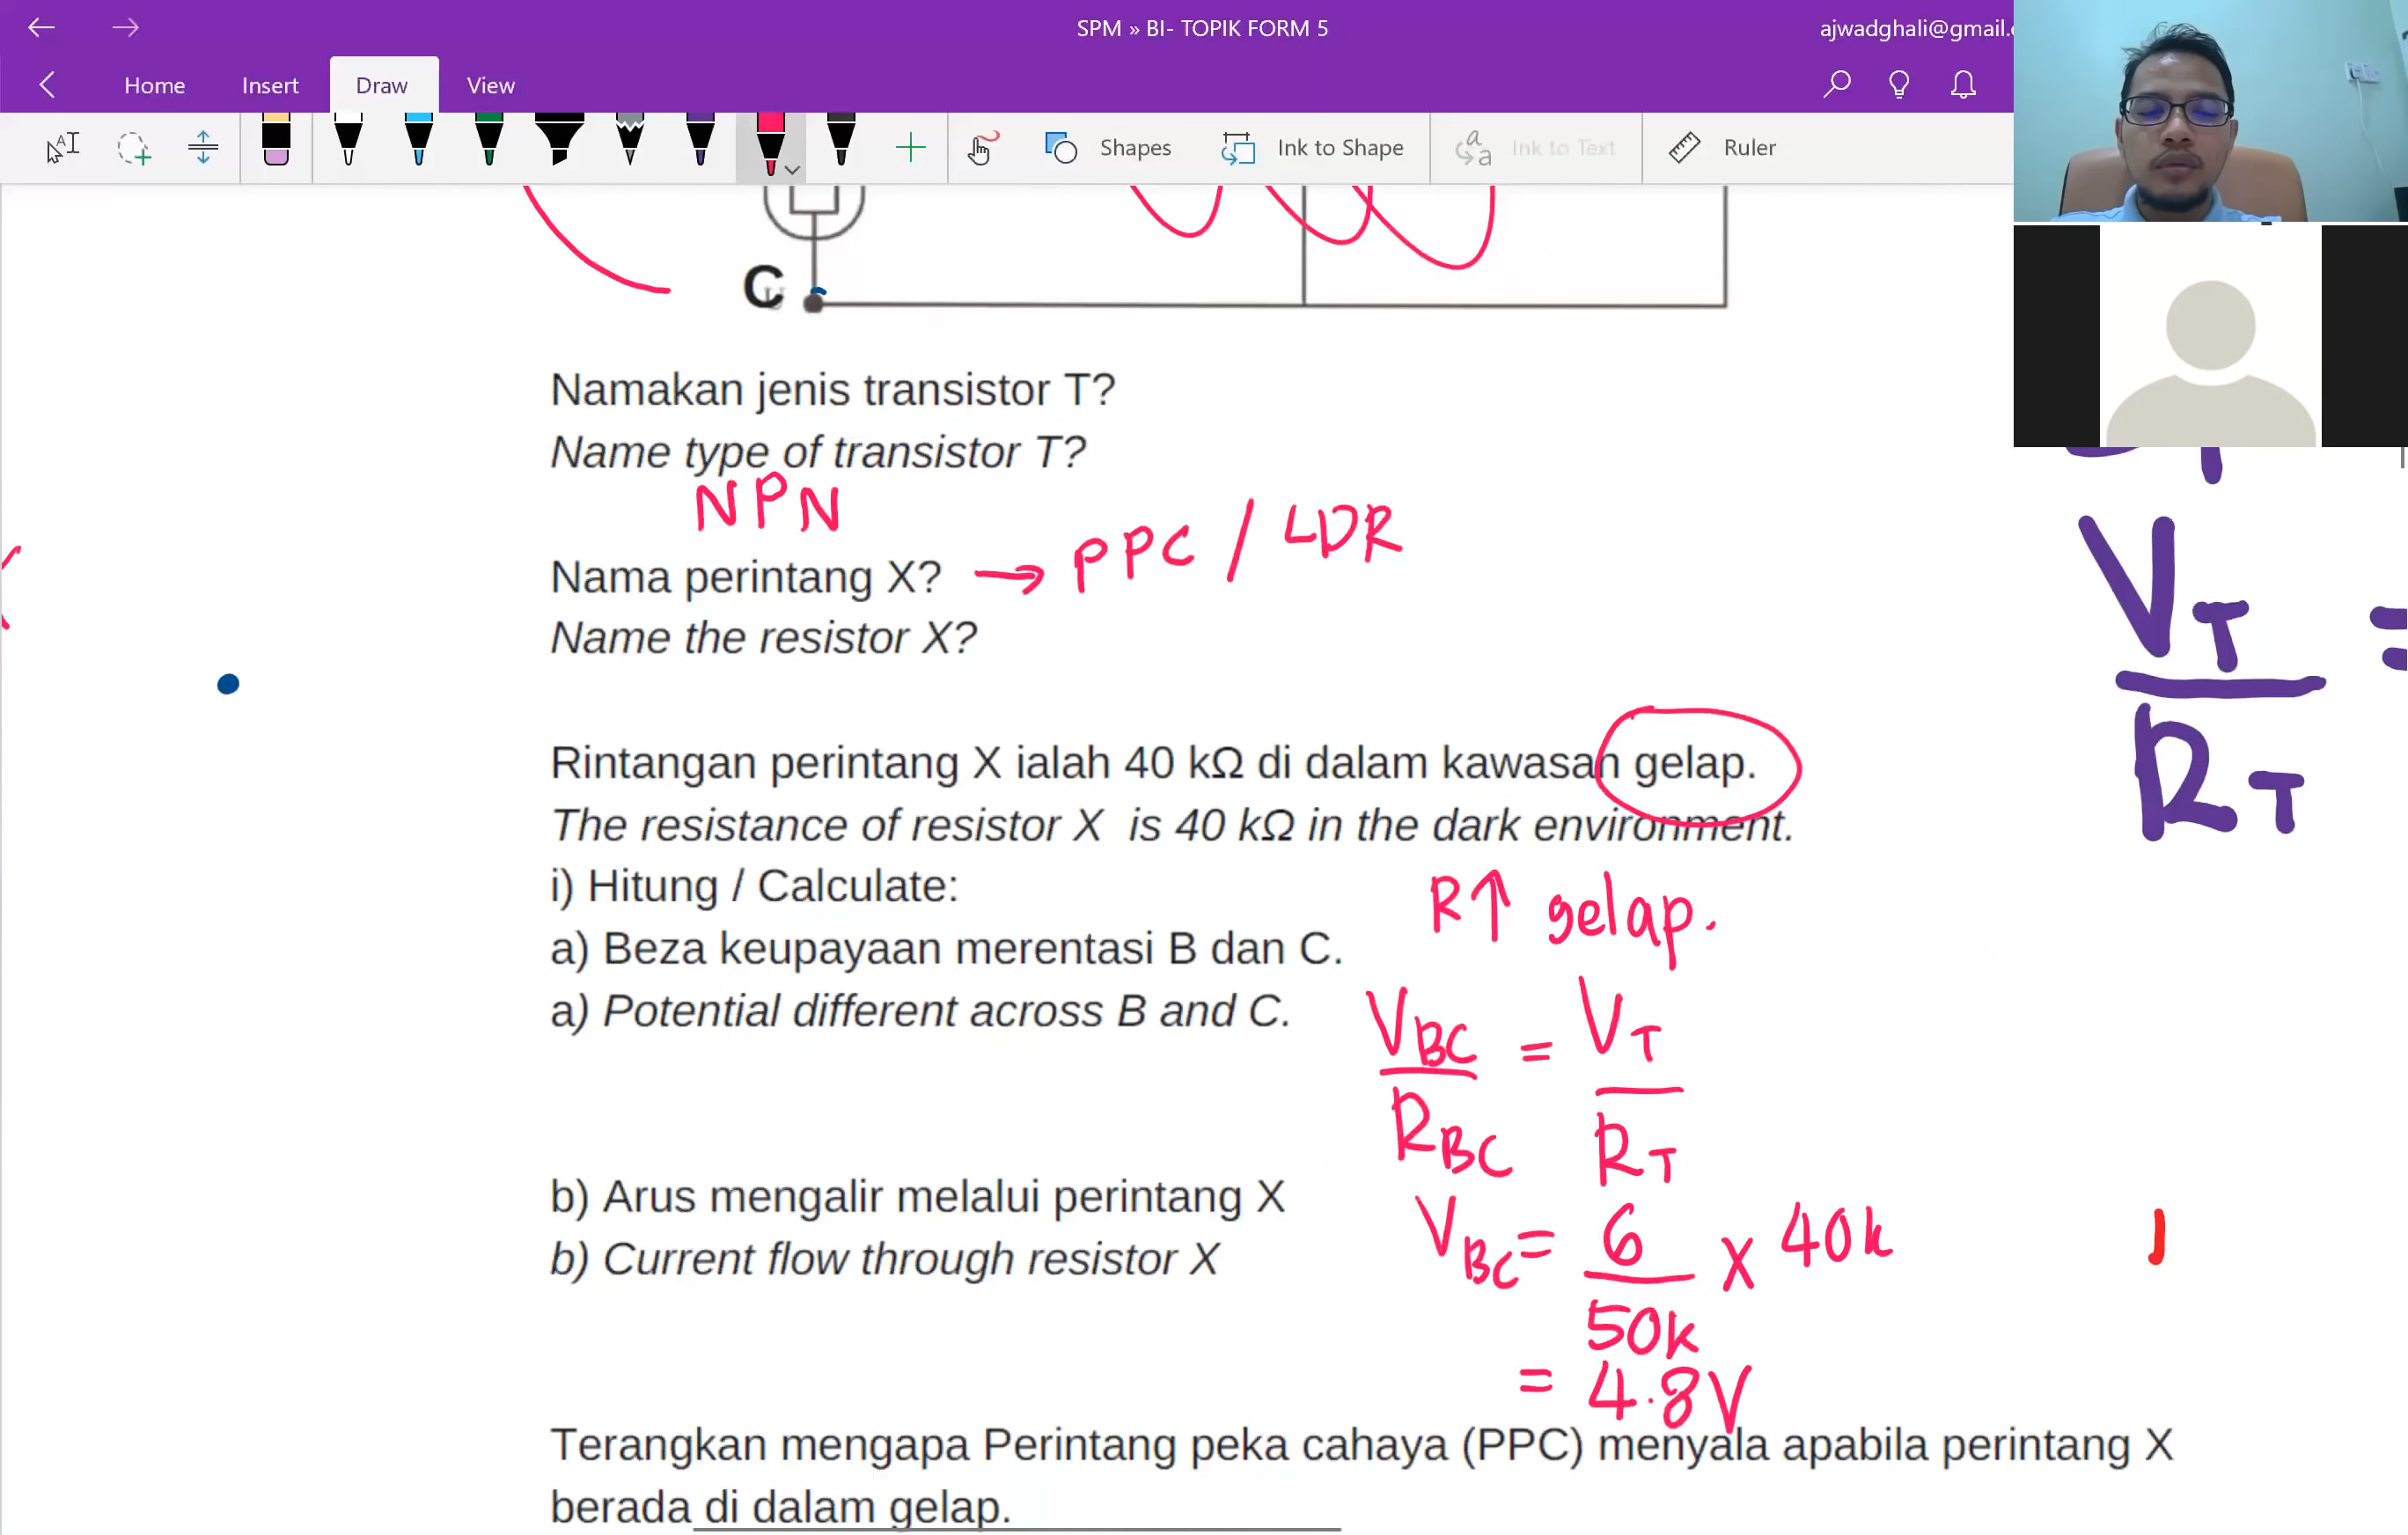 SPM » BI- TOPIK FORM 5
ajwadghali@gmail.
Home Insert Draw View
Shapes Ink to Shape Ink to Text Ruler
C
Namakan jenis transistor T?
Name type of transistor T?
NPN
Nama perintang X? → PPC / LDR
Name the resistor X?
V_T =
R_T
Rintangan perintang X ialah 40 kΩ di dalam kawasan gelap.
The resistance of resistor X is 40 kΩ in the dark environment.
i) Hitung / Calculate:
R↑ gelap.
a) Beza keupayaan merentasi B dan C.
a) Potential different across B and C.
V_BC = V_T
R_BC R_T
b) Arus mengalir melalui perintang X
b) Current flow through resistor X
V_BC = 6 x 40k
50k
= 4.8V
Terangkan mengapa Perintang peka cahaya (PPC) menyala apabila perintang X
berada di dalam gelap.